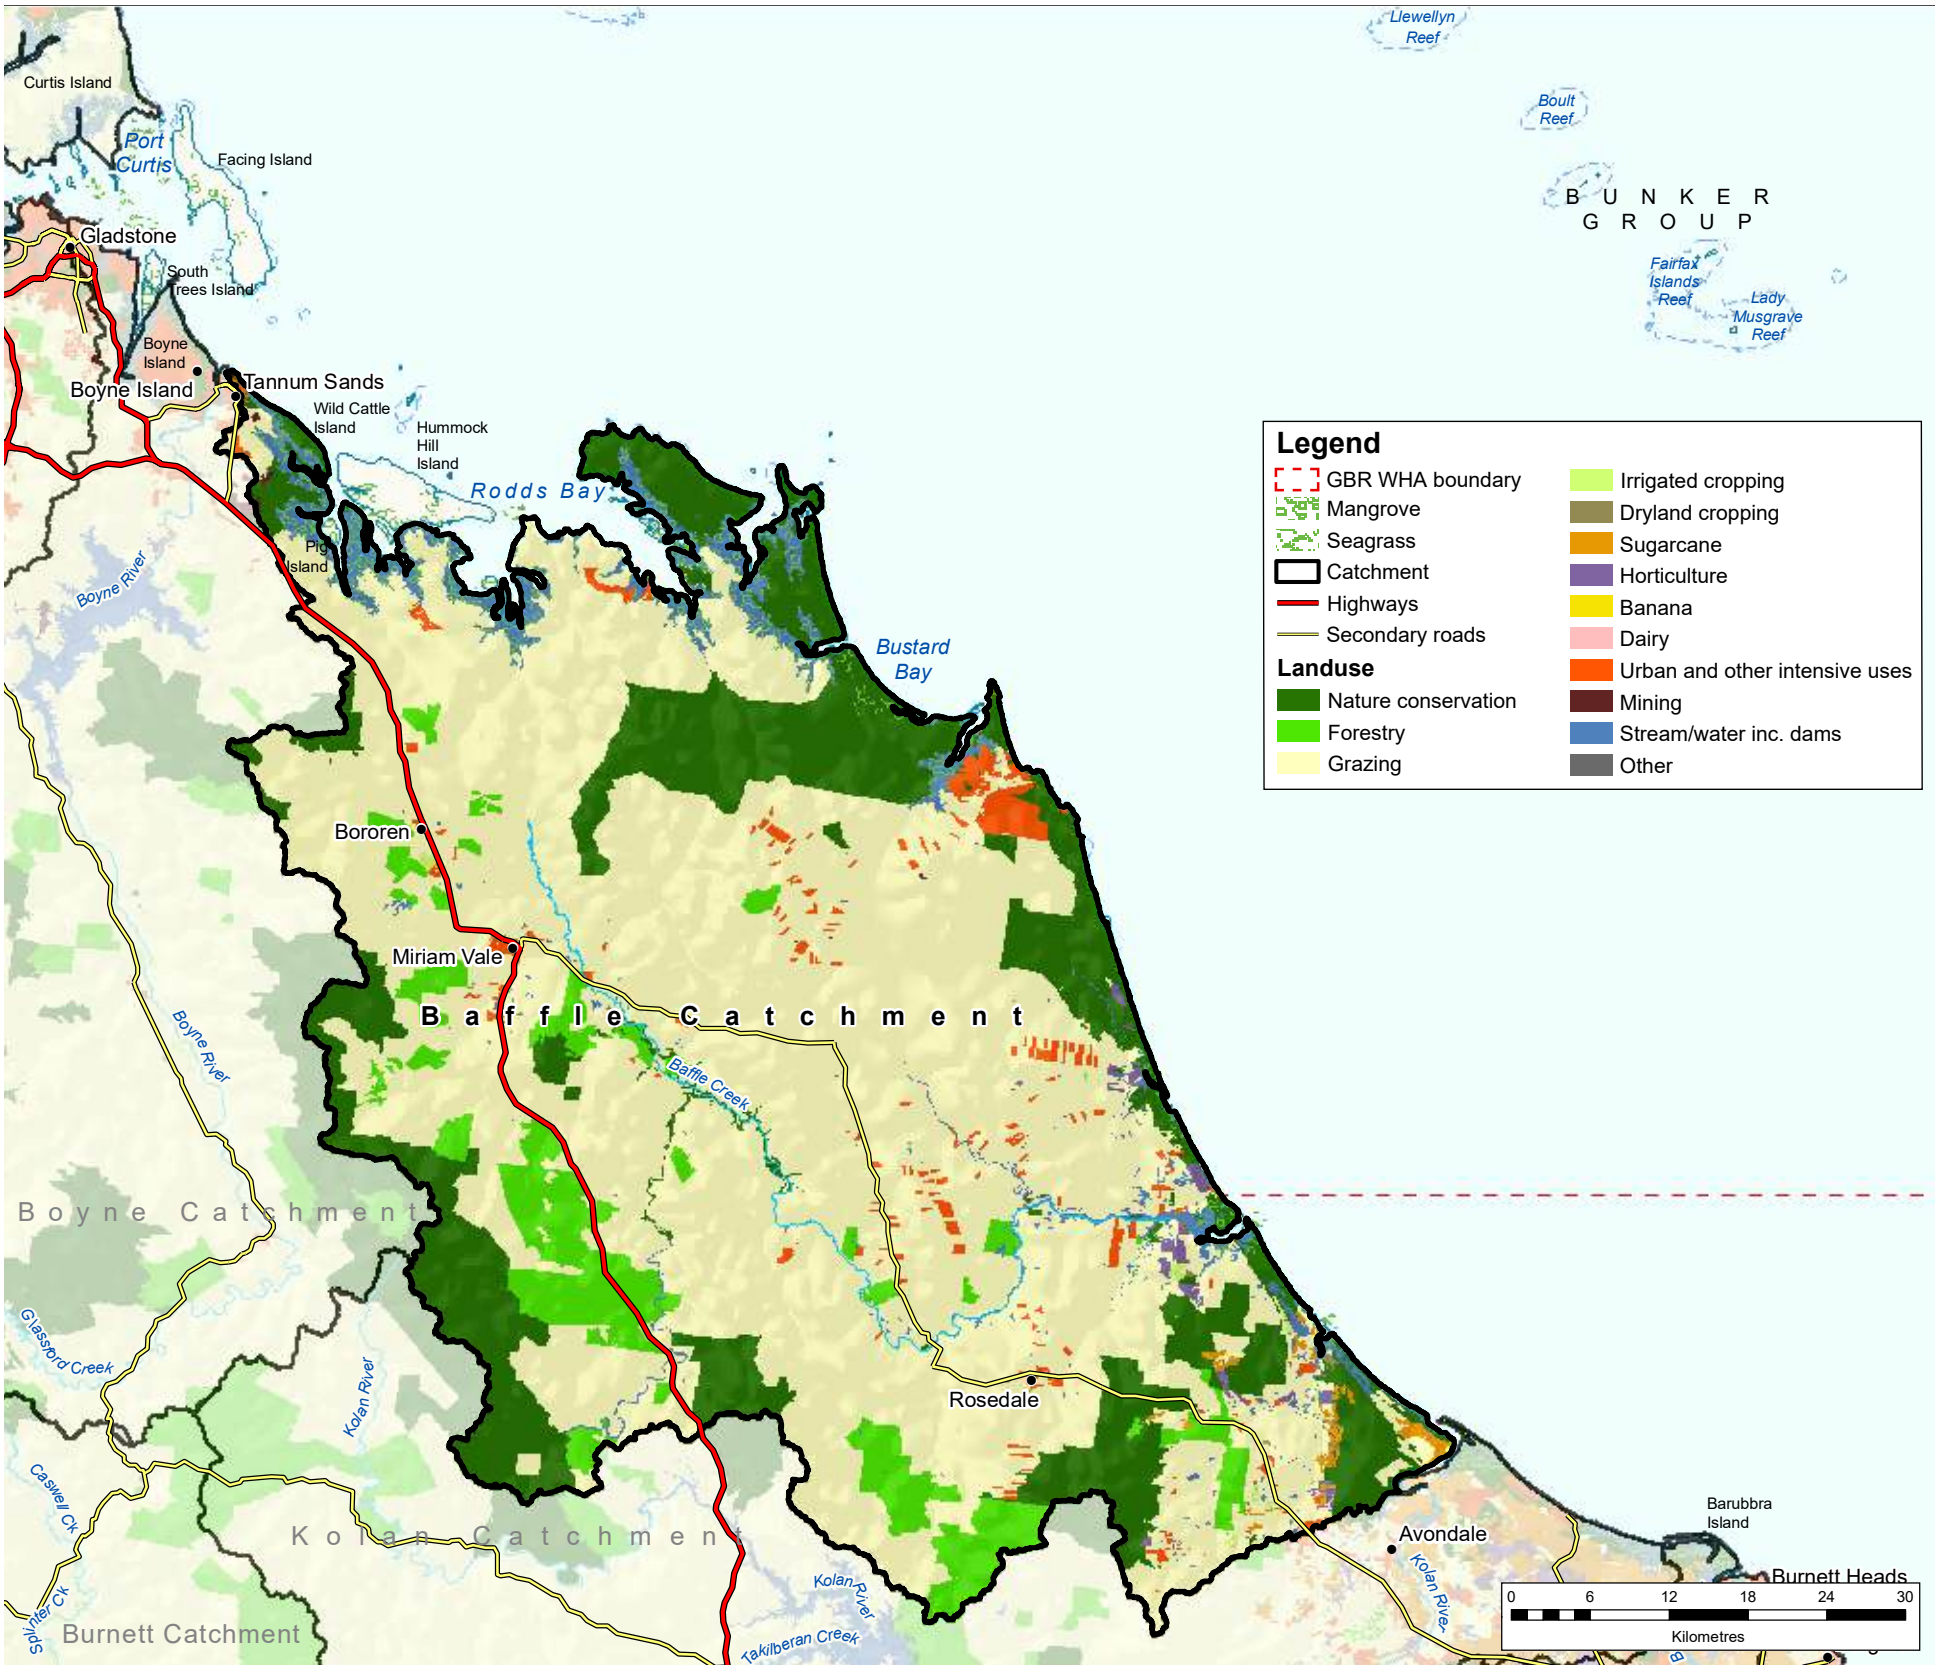 Llewellyn
Reef
Curtis Island
Boult
Reef
Port
Curtis
Facing Island
B U N K E R
G R O U P
Gladstone
South
Trees Island
Fairfax
Islands
Reef
Lady
Musgrave
Reef
Boyne
Island
Boyne Island
Tannum Sands
Wild Cattle
Island
Hummock
Hill
Island
Rodds Bay
Pig
Island
Boyne River
Bustard
Bay
Legend
GBR WHA boundary
Mangrove
Seagrass
Catchment
Highways
Secondary roads
Landuse
Nature conservation
Forestry
Grazing
Irrigated cropping
Dryland cropping
Sugarcane
Horticulture
Banana
Dairy
Urban and other intensive uses
Mining
Stream/water inc. dams
Other
Bororen
Miriam Vale
Baffle Catchment
Boyne River
Baffle Creek
Boyne Catchment
Glassford Creek
Kolan River
Rosedale
Caswell Ck
Kolan Catchment
Barubbra
Island
Avondale
Kolan River
Kolan River
Burnett Heads
Splinter Ck
Burnett Catchment
Takilberan Creek
0 6 12 18 24 30
Kilometres